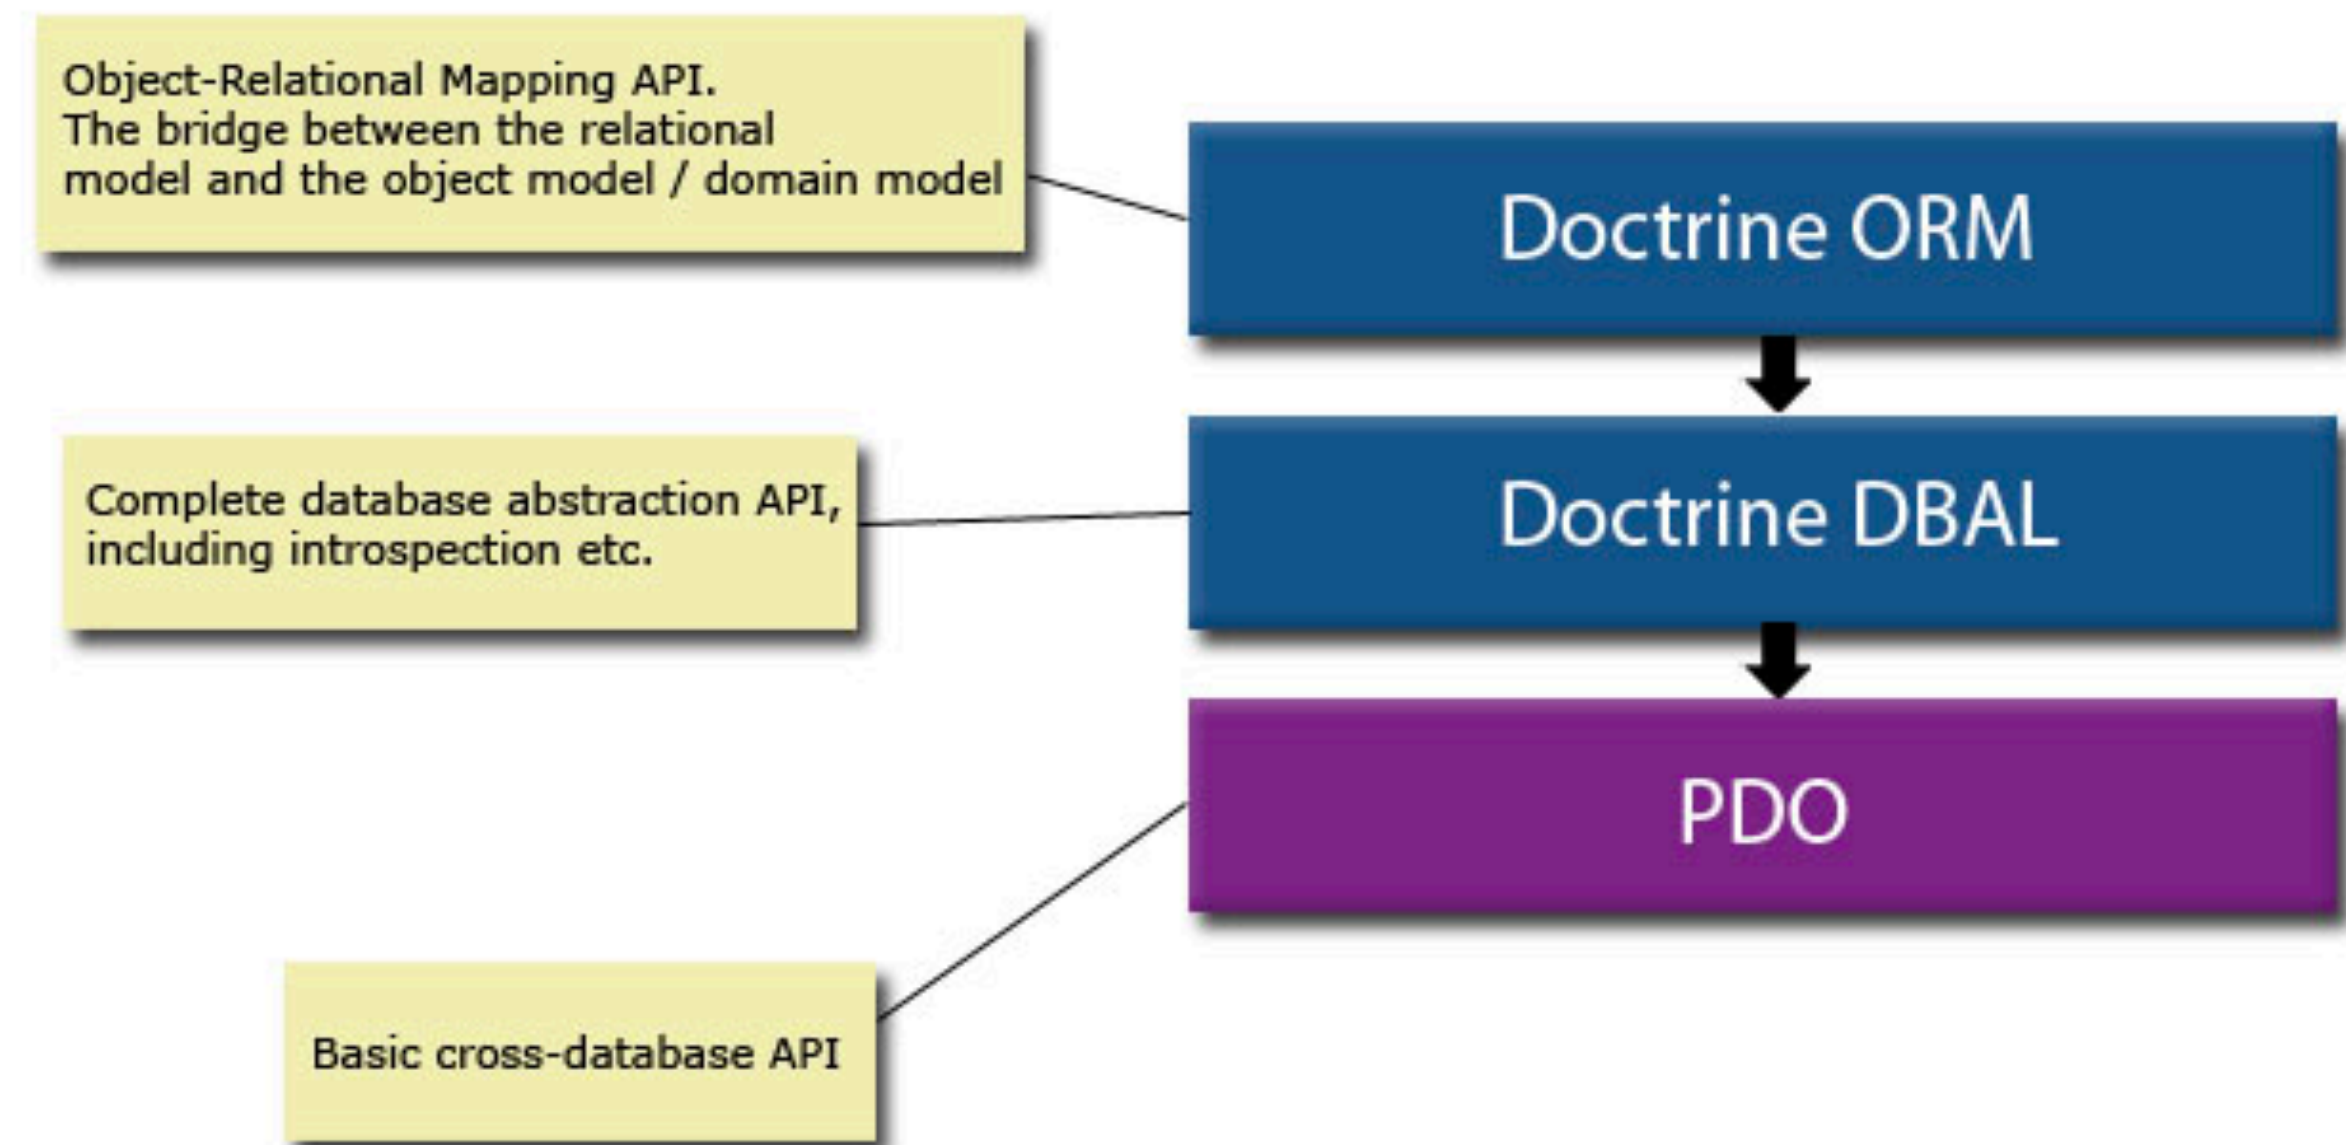 Object-Relational Mapping API.
The bridge between the relational
model and the object model / domain model
Doctrine ORM
Complete database abstraction API,
including introspection etc.
Doctrine DBAL
PDO
Basic cross-database API